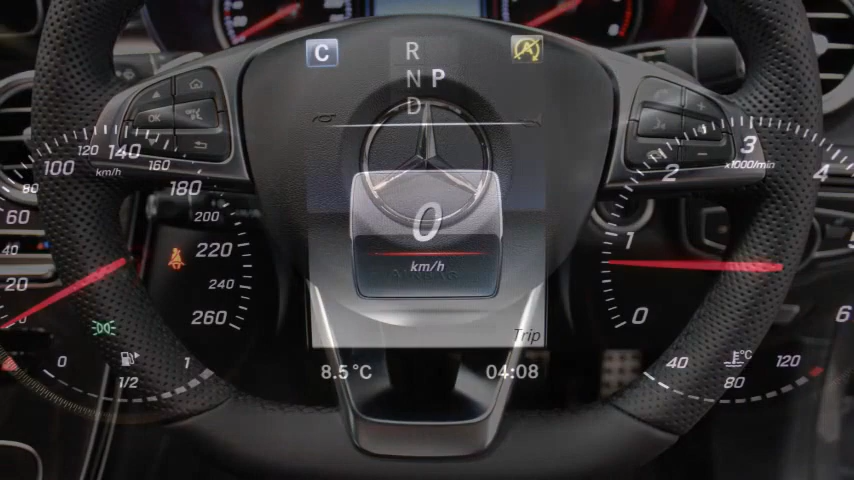 C
R
N P
D
OK
100 120 140 160 180 200 220 240 260
km/h
80
60
40
20
0
km/h
0 1 2 3 4
x1000/min
6
0 1/2 1
Trip
8.5°C
04:08
40 80 120
°C